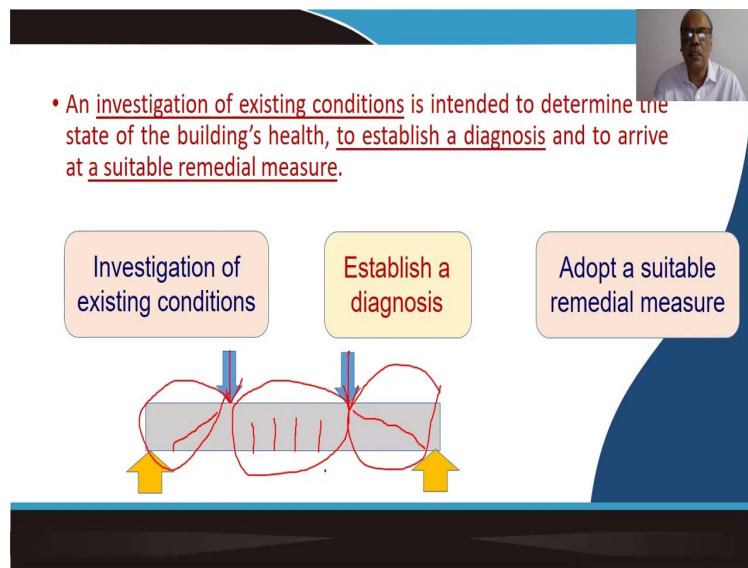 • An investigation of existing conditions is intended to determine the
state of the building's health, to establish a diagnosis and to arrive
at a suitable remedial measure.
Investigation of
existing conditions
Establish a
diagnosis
Adopt a suitable
remedial measure